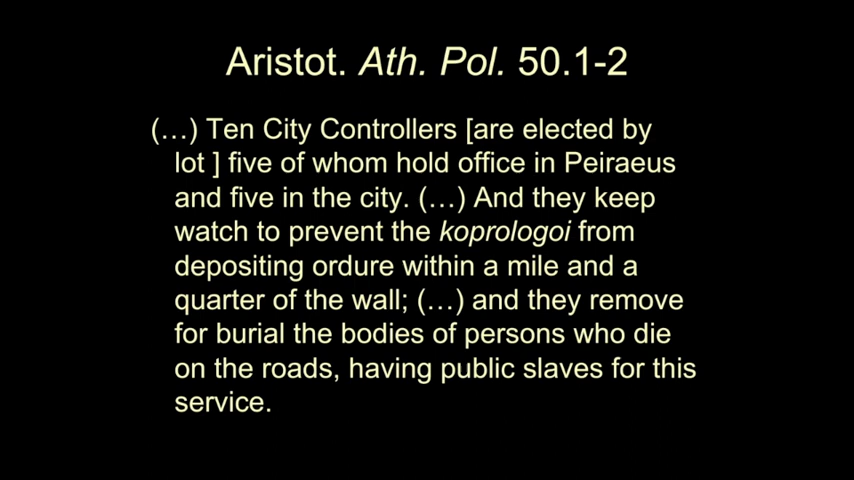 Aristot. Ath. Pol. 50.1-2
(…) Ten City Controllers [are elected by
lot ] five of whom hold office in Peiraeus
and five in the city. (…) And they keep
watch to prevent the koprologoi from
depositing ordure within a mile and a
quarter of the wall; (…) and they remove
for burial the bodies of persons who die
on the roads, having public slaves for this
service.